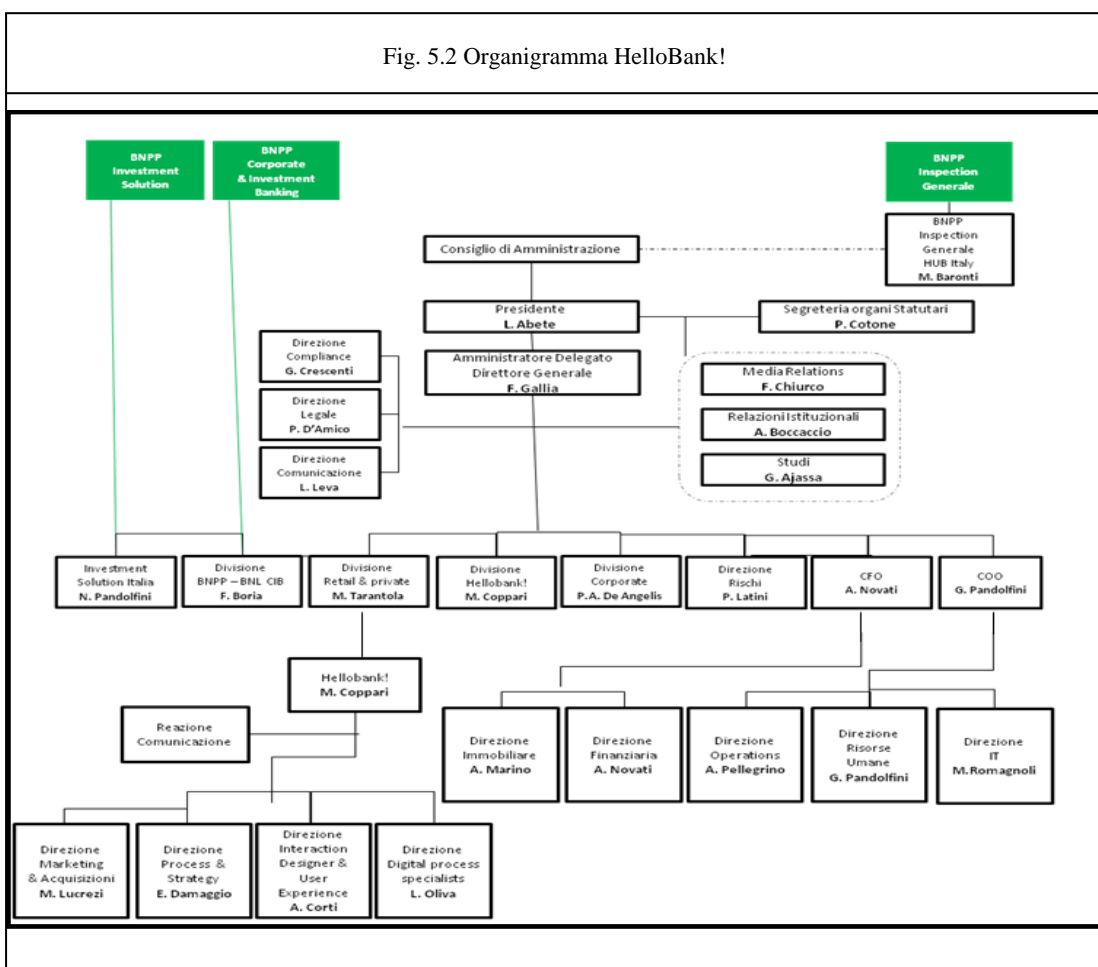 Fig. 5.2 Organigramma HelloBank!
BNPP
Investment
Solution
BNPP
Corporate
& Investment
Banking
BNPP
Inspection
Generale
BNPP
Inspection
Generale
HUB Italy
M. Baronti
Consiglio di Amministrazione
Presidente
L. Abete
Segreteria organi Statutari
P. Cotone
Direzione
Compliance
G. Crescenti
Amministratore Delegato
Direttore Generale
F. Gallia
Media Relations
F. Chiurco
Direzione
Legale
P. D'Amico
Relazioni Istituzionali
A. Boccaccio
Direzione
Comunicazione
L. Leva
Studi
G. Ajassa
Investment
Solution Italia
N. Pandolfini
Divisione
BNPP – BNL CIB
F. Boria
Divisione
Retail & private
M. Tarantola
Divisione
Hellobank!
M. Coppari
Divisione
Corporate
P.A. De Angelis
Direzione
Rischi
P. Latini
CFO
A. Novati
COO
G. Pandolfini
Hellobank!
M. Coppari
Reazione
Comunicazione
Direzione
Immobiliare
A. Marino
Direzione
Finanziaria
A. Novati
Direzione
Operations
A. Pellegrino
Direzione
Risorse
Umane
G. Pandolfini
Direzione
IT
M.Romagnoli
Direzione
Marketing
& Acquisizioni
M. Lucrezi
Direzione
Process &
Strategy
E. Damaggio
Direzione
Interaction
Designer &
User
Experience
A. Corti
Direzione
Digital process
specialists
L. Oliva